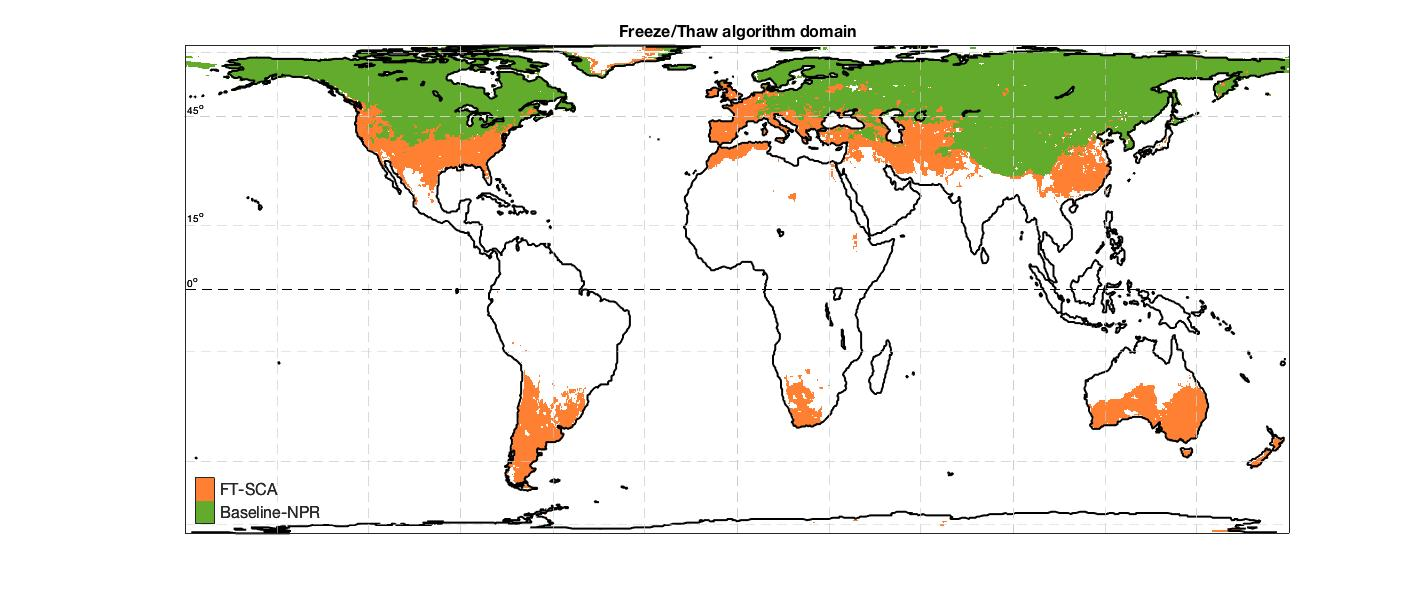 Freeze/Thaw algorithm domain
45°
15°
0°
FT-SCA
Baseline-NPR